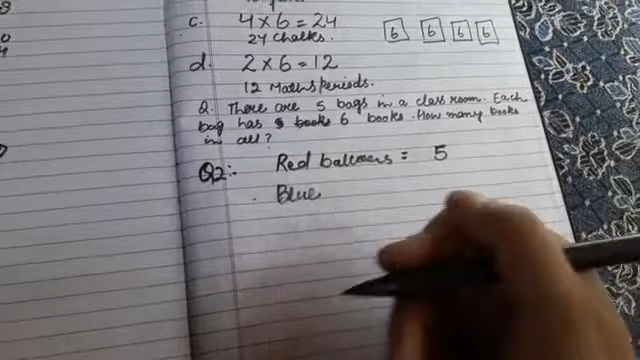 c. 4 × 6 = 24
24 chalks.
6 6 6 6
d. 2 × 6 = 12
12 Maths periods.
Q. There are 5 bags in a class room. Each
bag has books 6 books. How many books
in all?
Q2:- Red balloons = 5
Blue